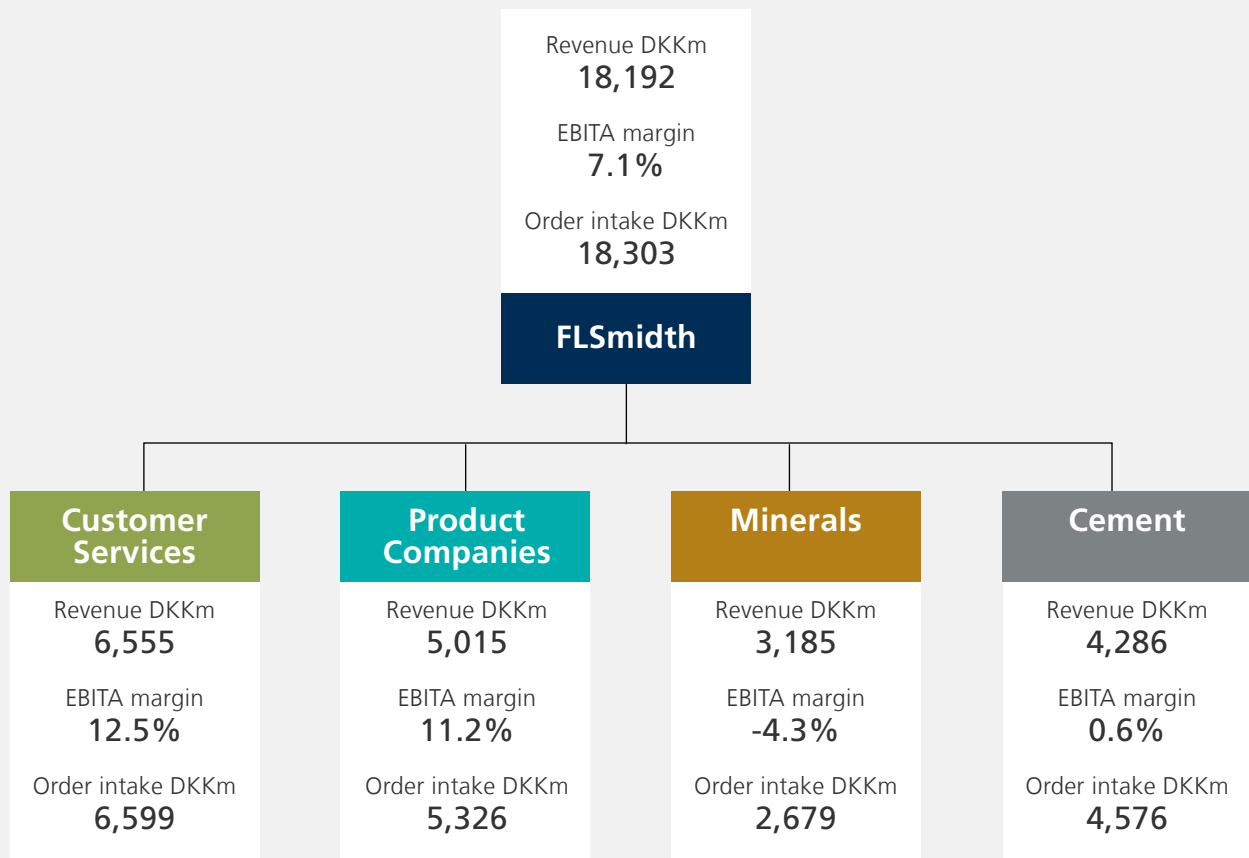 Revenue DKKm
18,192
EBITA margin
7.1%
Order intake DKKm
18,303
FLSmidth
Customer
Services
Revenue DKKm
6,555
EBITA margin
12.5%
Order intake DKKm
6,599
Product
Companies
Revenue DKKm
5,015
EBITA margin
11.2%
Order intake DKKm
5,326
Minerals
Revenue DKKm
3,185
EBITA margin
-4.3%
Order intake DKKm
2,679
Cement
Revenue DKKm
4,286
EBITA margin
0.6%
Order intake DKKm
4,576